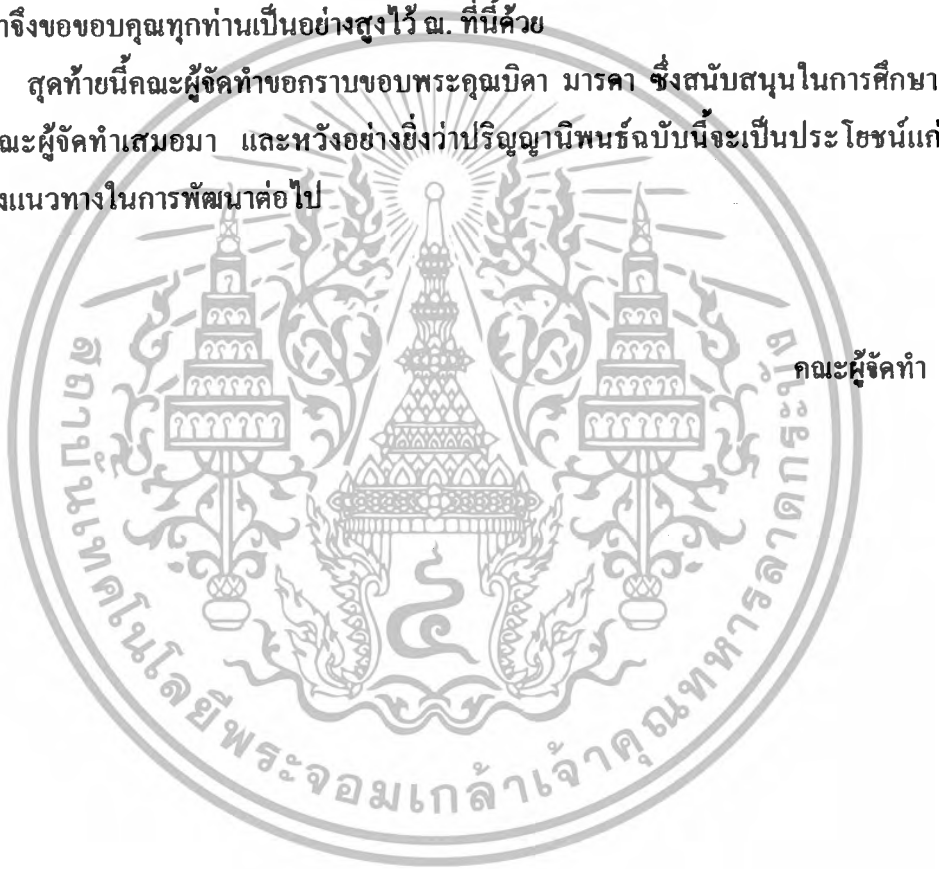 าจึงขอขอบคุณทุกท่านเป็นอย่างสูงไว้ ณ. ที่นี้ด้วย
สุดท้ายนี้คณะผู้จัดทำขอกราบขอบพระคุณบิดา มารดา ซึ่งสนับสนุนในการศึกษา
ณะผู้จัดทำเสมอมา และหวังอย่างยิ่งว่าปริญญานิพนธ์ฉบับนี้จะเป็นประโยชน์แก่
งแนวทางในการพัฒนาต่อไป
คณะผู้จัดทำ
สถาบันเทคโนโลยีพระจอมเกล้าเจ้าคุณทหารลาดกระบัง
๔